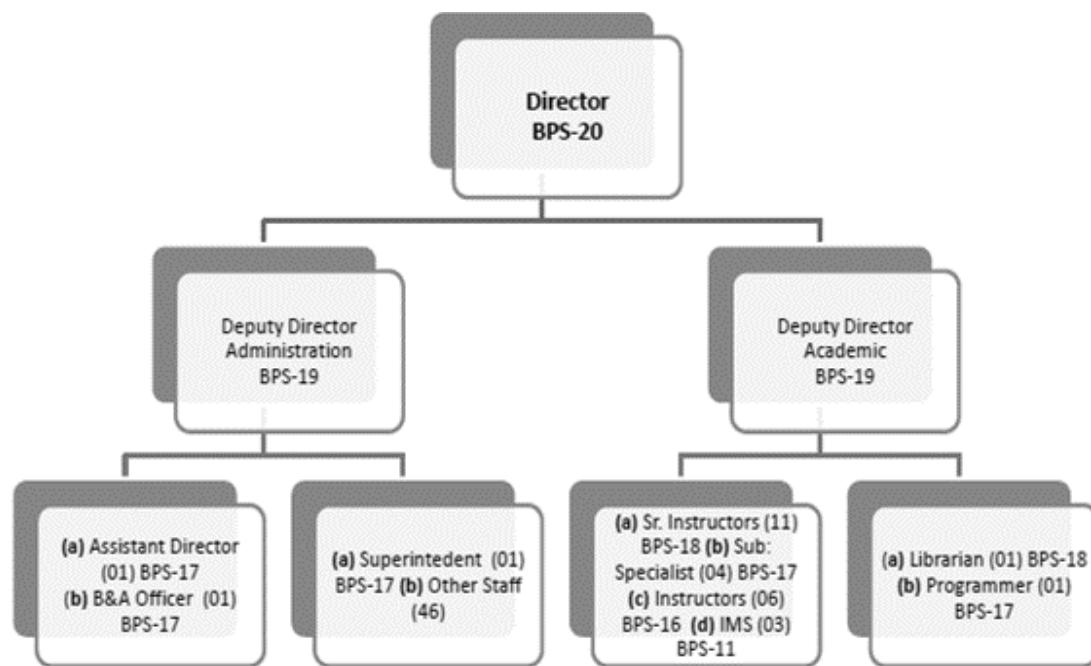 Director
BPS-20
Deputy Director
Administration
BPS-19
Deputy Director
Academic
BPS-19
(a) Assistant Director
(01) BPS-17
(b) B&A Officer (01)
BPS-17
(a) Superintedent (01)
BPS-17 (b) Other Staff
(46)
(a) Sr. Instructors (11)
BPS-18 (b) Sub:
Specialist (04) BPS-17
(c) Instructors (06)
BPS-16 (d) IMS (03)
BPS-11
(a) Librarian (01) BPS-18
(b) Programmer (01)
BPS-17